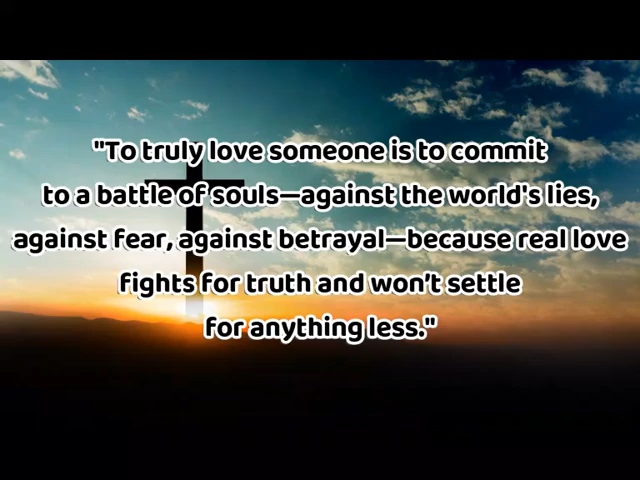 "To truly love someone is to commit
to a battle of souls—against the world's lies,
against fear, against betrayal—because real love
fights for truth and won’t settle
for anything less."